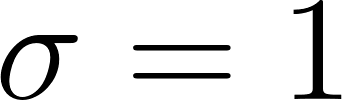 σ = 1